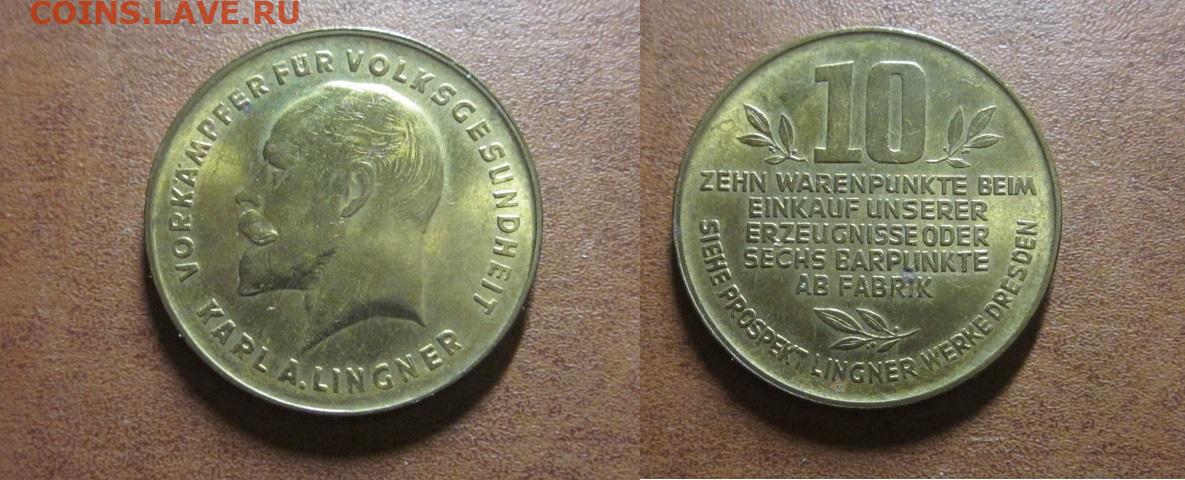 COINS.LAVE.RU
VORKÄMPFER FÜR VOLKSGESUNDHEIT
KARL A. LINGNER
10
ZEHN WARENPUNKTE BEIM
EINKAUF UNSERER
ERZEUGNISSE ODER
SECHS BARPUNKTE
AB FABRIK
SIEHE PROSPEKT LINGNER WERKE DRESDEN